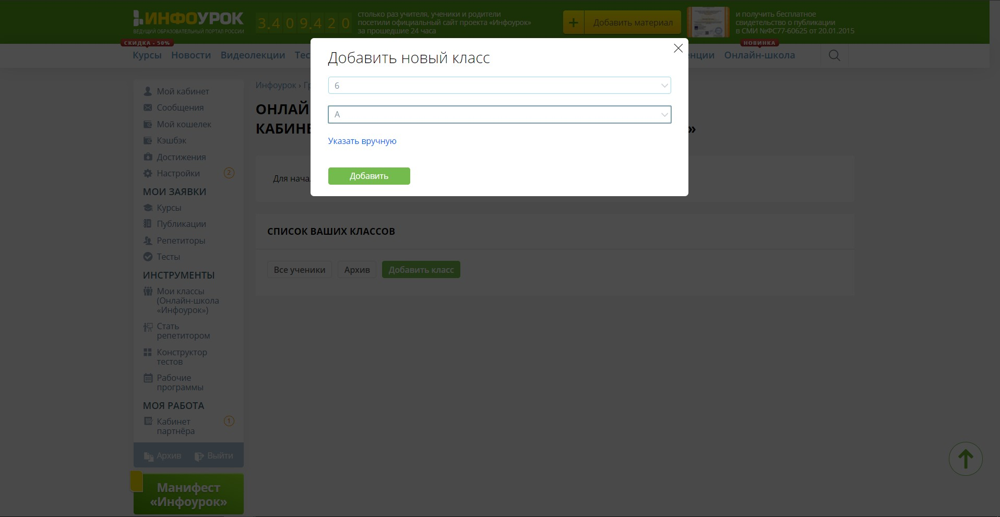 ИНФОУРОК
ВЕДУЩИЙ ОБРАЗОВАТЕЛЬНЫЙ ПОРТАЛ РОССИИ
3.409.420
столько раз учителя, ученики и родители
посетили официальный сайт проекта «Инфоурок»
за прошедшие 24 часа
+ Добавить материал
и получить бесплатное
свидетельство о публикации
в СМИ №ФС77-60625 от 20.01.2015
СКИДКА - 50%
НОВИНКА
Курсы Новости Видеолекции Тес
енции Онлайн-школа
Добавить новый класс
6
А
Указать вручную
Добавить
Инфоурок › Гр
ОНЛАЙ
КАБИНЕ
»
Для нача
СПИСОК ВАШИХ КЛАССОВ
Все ученики Архив Добавить класс
Мой кабинет
Сообщения
Мой кошелек
Кэшбэк
Достижения
Настройки 2
МОИ ЗАЯВКИ
Курсы
Публикации
Репетиторы
Тесты
ИНСТРУМЕНТЫ
Мои классы
(Онлайн-школа
«Инфоурок»)
Стать
репетитором
Конструктор
тестов
Рабочие
программы
МОЯ РАБОТА
Кабинет 1
партнёра
Архив Выйти
Манифест
«Инфоурок»